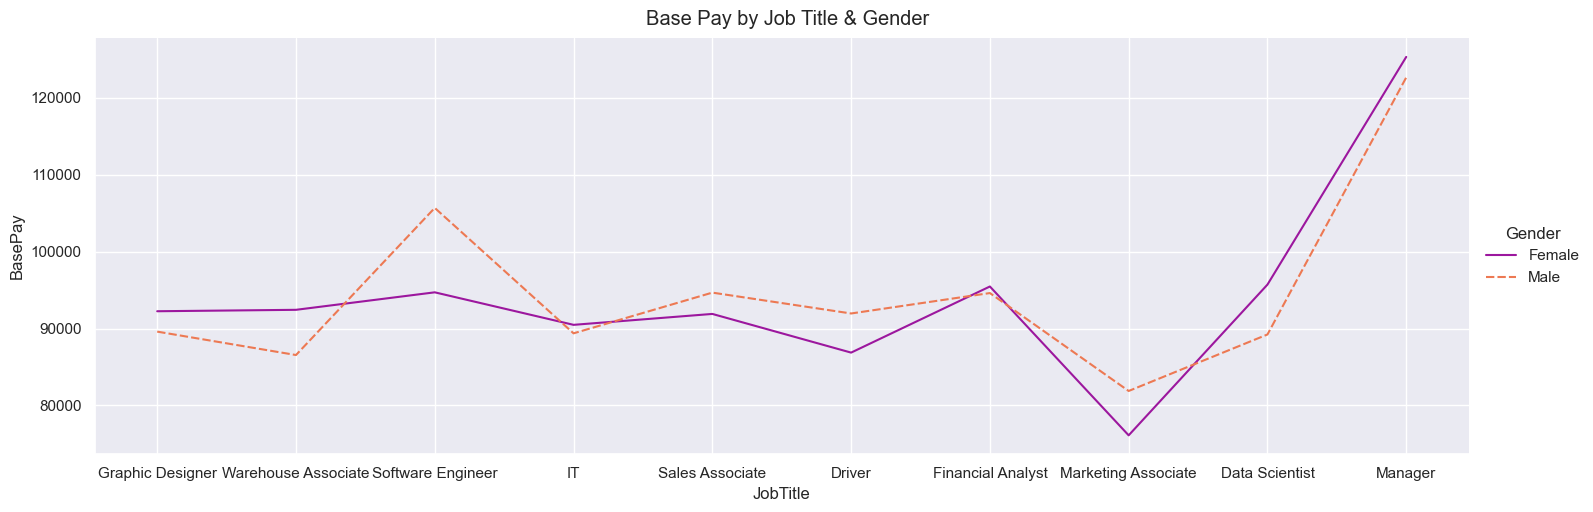 Base Pay by Job Title & Gender
BasePay
120000
110000
100000
90000
80000
Graphic Designer Warehouse Associate Software Engineer IT Sales Associate Driver Financial Analyst Marketing Associate Data Scientist Manager
JobTitle
Gender
Female
Male